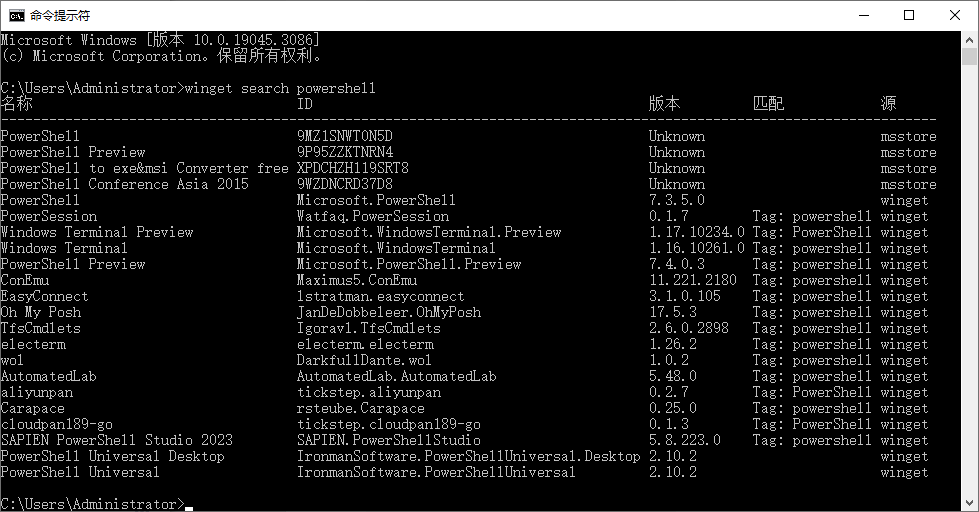 命令提示符
Microsoft Windows [版本 10.0.19045.3086]
(c) Microsoft Corporation。保留所有权利。
C:\Users\Administrator>winget search powershell
名称 ID 版本 匹配 源
--------------------------------------------------------------------------------------------------------------------
PowerShell 9MZ1SNWT0N5D Unknown msstore
PowerShell Preview 9P95ZZKTNRN4 Unknown msstore
PowerShell to exe&msi Converter free XPDCHZH119SRT8 Unknown msstore
PowerShell Conference Asia 2015 9WZDNCRD37D8 Unknown msstore
PowerShell Microsoft.PowerShell 7.3.5.0 winget
PowerSession Watfaq.PowerSession 0.1.7 Tag: powershell winget
Windows Terminal Preview Microsoft.WindowsTerminal.Preview 1.17.10234.0 Tag: PowerShell winget
Windows Terminal Microsoft.WindowsTerminal 1.16.10261.0 Tag: PowerShell winget
PowerShell Preview Microsoft.PowerShell.Preview 7.4.0.3 Tag: powershell winget
ConEmu Maximus5.ConEmu 11.221.2180 Tag: powershell winget
EasyConnect lstratman.easyconnect 3.1.0.105 Tag: powershell winget
Oh My Posh JanDeDobbeleer.OhMyPosh 17.5.3 Tag: powershell winget
TfsCmdlets Igoravl.TfsCmdlets 2.6.0.2898 Tag: powershell winget
electerm electerm.electerm 1.26.2 Tag: powershell winget
wol DarkfullDante.wol 1.0.2 Tag: powershell winget
AutomatedLab AutomatedLab.AutomatedLab 5.48.0 Tag: powershell winget
aliyunpan tickstep.aliyunpan 0.2.7 Tag: powershell winget
Carapace rsteube.Carapace 0.25.0 Tag: powershell winget
cloudpan189-go tickstep.cloudpan189-go 0.1.3 Tag: PowerShell winget
SAPIEN PowerShell Studio 2023 SAPIEN.PowerShellStudio 5.8.223.0 Tag: powershell winget
PowerShell Universal Desktop IronmanSoftware.PowerShellUniversal.Desktop 2.10.2 winget
PowerShell Universal IronmanSoftware.PowerShellUniversal 2.10.2 winget
C:\Users\Administrator>